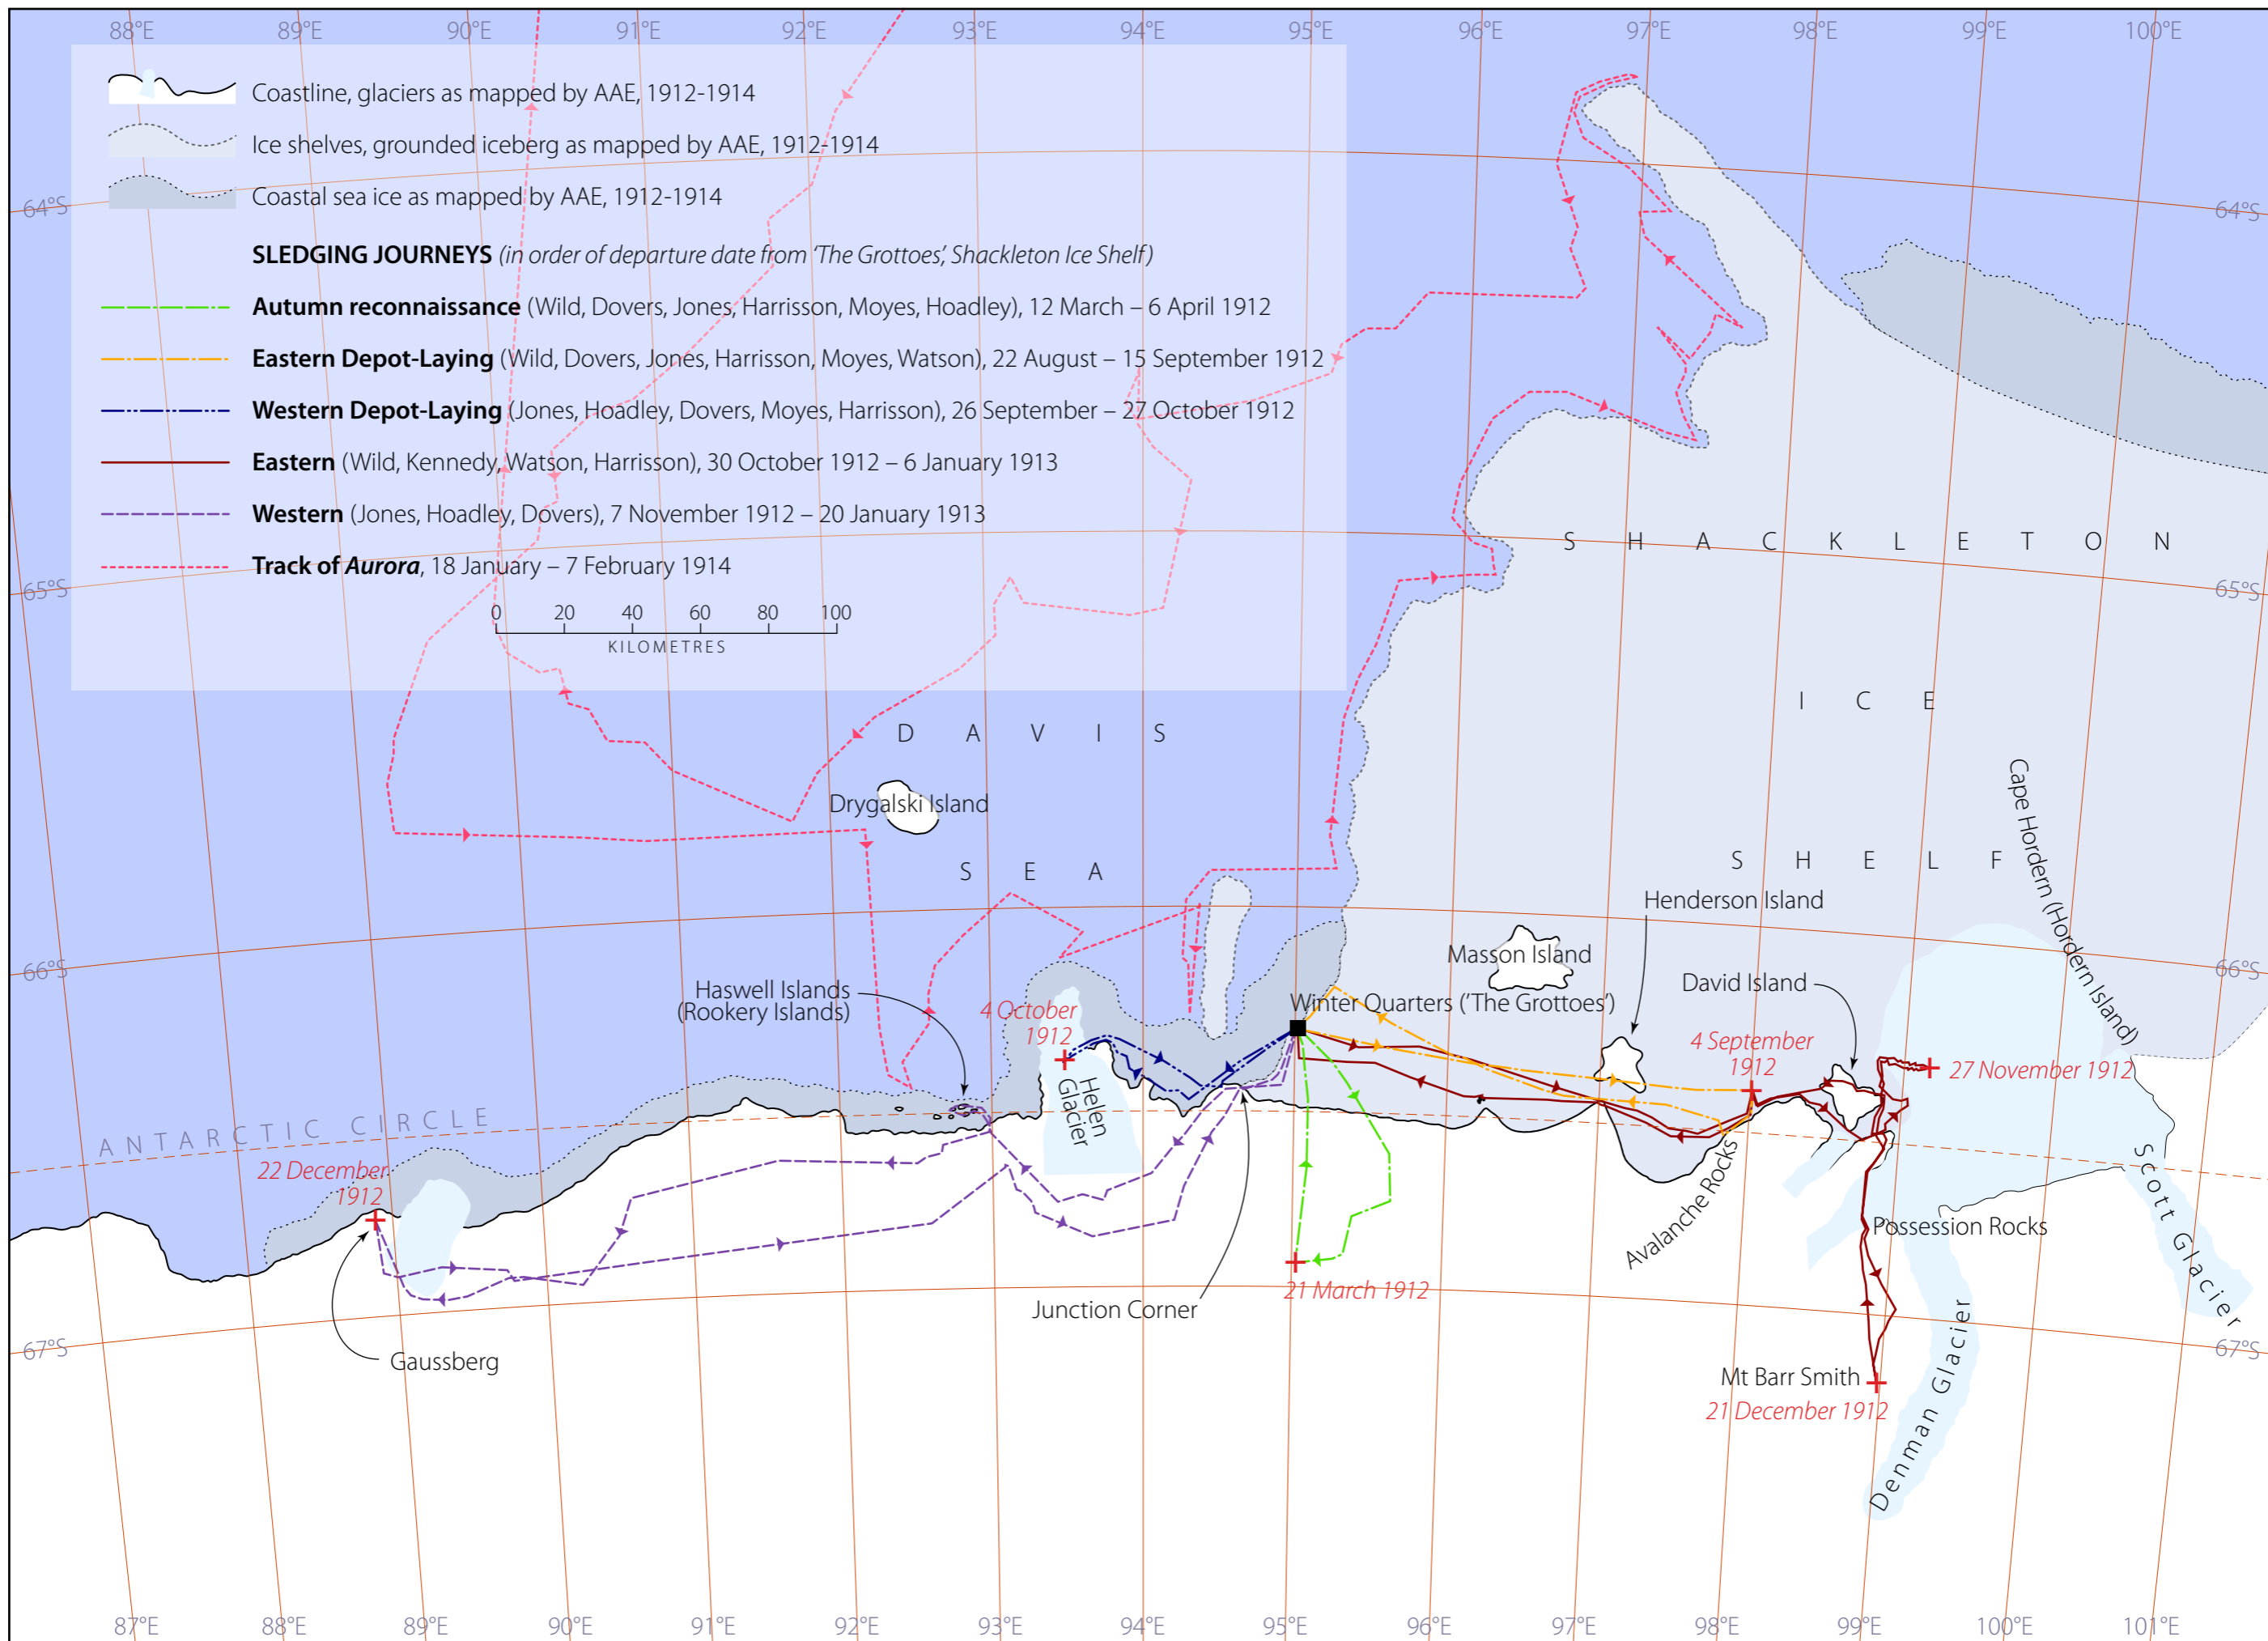 88°E 89°E 90°E 91°E 92°E 93°E 94°E 95°E 96°E 97°E 98°E 99°E 100°E
Coastline, glaciers as mapped by AAE, 1912-1914
Ice shelves, grounded iceberg as mapped by AAE, 1912-1914
Coastal sea ice as mapped by AAE, 1912-1914
64°S
64°S
SLEDGING JOURNEYS (in order of departure date from 'The Grottoes', Shackleton Ice Shelf)
Autumn reconnaissance (Wild, Dovers, Jones, Harrisson, Moyes, Hoadley), 12 March – 6 April 1912
Eastern Depot-Laying (Wild, Dovers, Jones, Harrisson, Moyes, Watson), 22 August – 15 September 1912
Western Depot-Laying (Jones, Hoadley, Dovers, Moyes, Harrisson), 26 September – 27 October 1912
Eastern (Wild, Kennedy, Watson, Harrisson), 30 October 1912 – 6 January 1913
Western (Jones, Hoadley, Dovers), 7 November 1912 – 20 January 1913
Track of Aurora, 18 January – 7 February 1914
65°S
65°S
0 20 40 60 80 100
KILOMETRES
SHACKLETON
ICE
SHELF
DAVIS
SEA
Drygalski Island
Cape Hordern (Hordern Island)
Henderson Island
Masson Island
David Island
66°S
66°S
Haswell Islands
(Rookery Islands)
4 October
1912
Winter Quarters ('The Grottoes')
4 September
1912
27 November 1912
Helen
Glacier
ANTARCTIC CIRCLE
22 December
1912
Avalanche Rocks
Possession Rocks
Scott Glacier
21 March 1912
Junction Corner
Gaussberg
67°S
67°S
Mt Barr Smith
21 December 1912
Denman Glacier
87°E 88°E 89°E 90°E 91°E 92°E 93°E 94°E 95°E 96°E 97°E 98°E 99°E 100°E 101°E